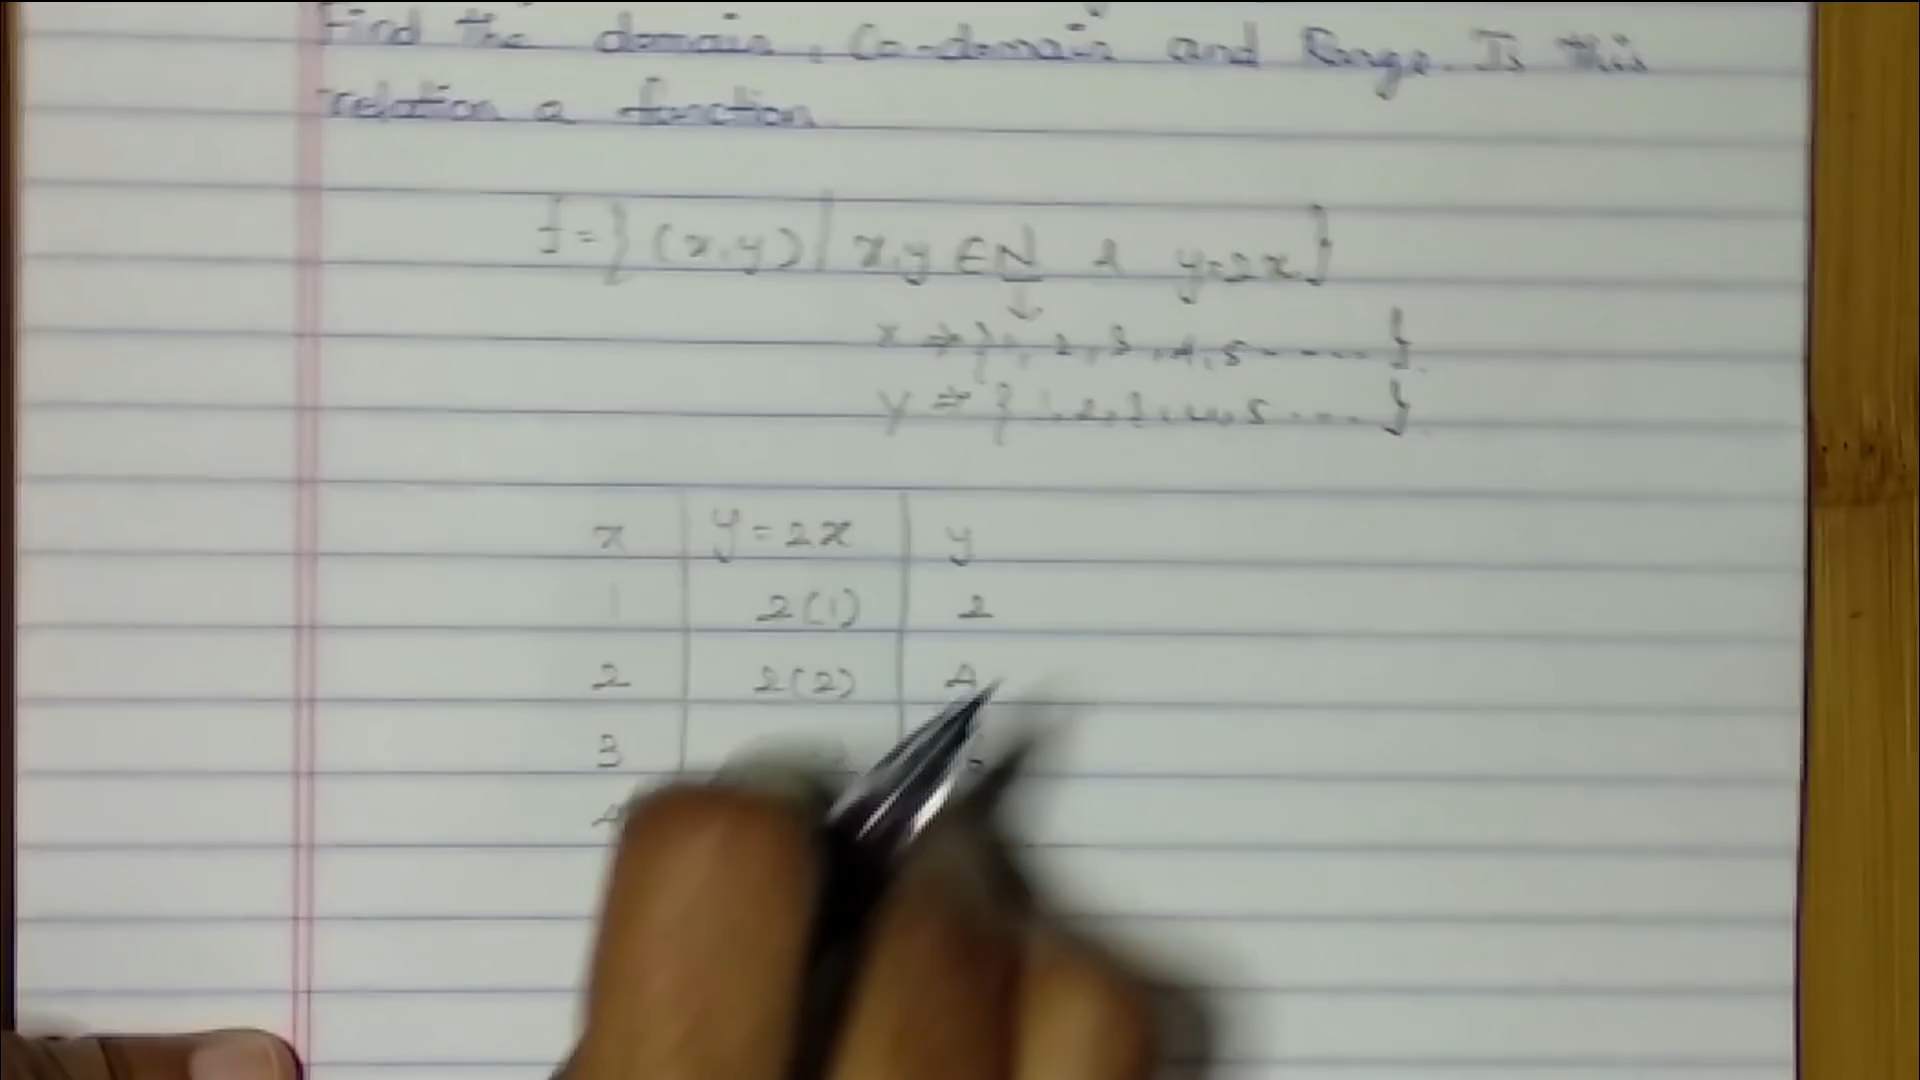 Find the domain, Co-domain and Range. Is this
relation a function
f = {(x,y) | x,y ∈ N & y=2x}
↓
x ⇒ {1, 2, 3, 4, 5 ----- }
y ⇒ { 1, 2, 3, 4, 5 .... }
x y = 2x y
1 2(1) 2
2 2(2) 4
3
4